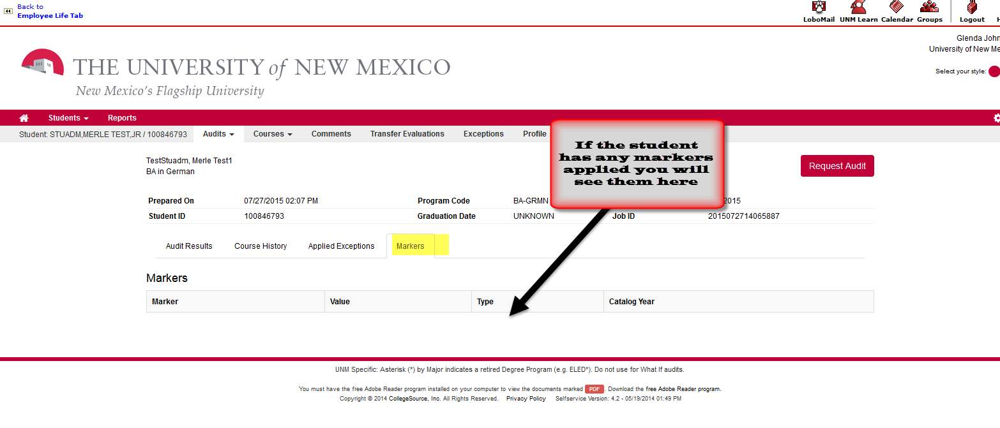 Back to
Employee Life Tab
LoboMail UNM Learn Calendar Groups Logout
Glenda John
University of New Me
Select your style:
THE UNIVERSITY of NEW MEXICO
New Mexico's Flagship University
Students Reports
Student: STUADM,MERLE TEST,JR / 100846793 Audits Courses Comments Transfer Evaluations Exceptions Profile
If the student
has any markers
applied you will
see them here
TestStuadm, Merle Test1
BA in German
Request Audit
Prepared On 07/27/2015 02:07 PM Program Code BA-GRMN 2015
Student ID 100846793 Graduation Date UNKNOWN Job ID 2015072714065887
Audit Results Course History Applied Exceptions Markers
Markers
Marker Value Type Catalog Year
UNM Specific: Asterisk (*) by Major indicates a retired Degree Program (e.g. ELED*). Do not use for What If audits.
You must have the free Adobe Reader program installed on your computer to view the documents marked PDF . Download the free Adobe Reader program.
Copyright © 2014 CollegeSource, Inc. All Rights Reserved. Privacy Policy Selfservice Version: 4.2 - 05/19/2014 01:49 PM